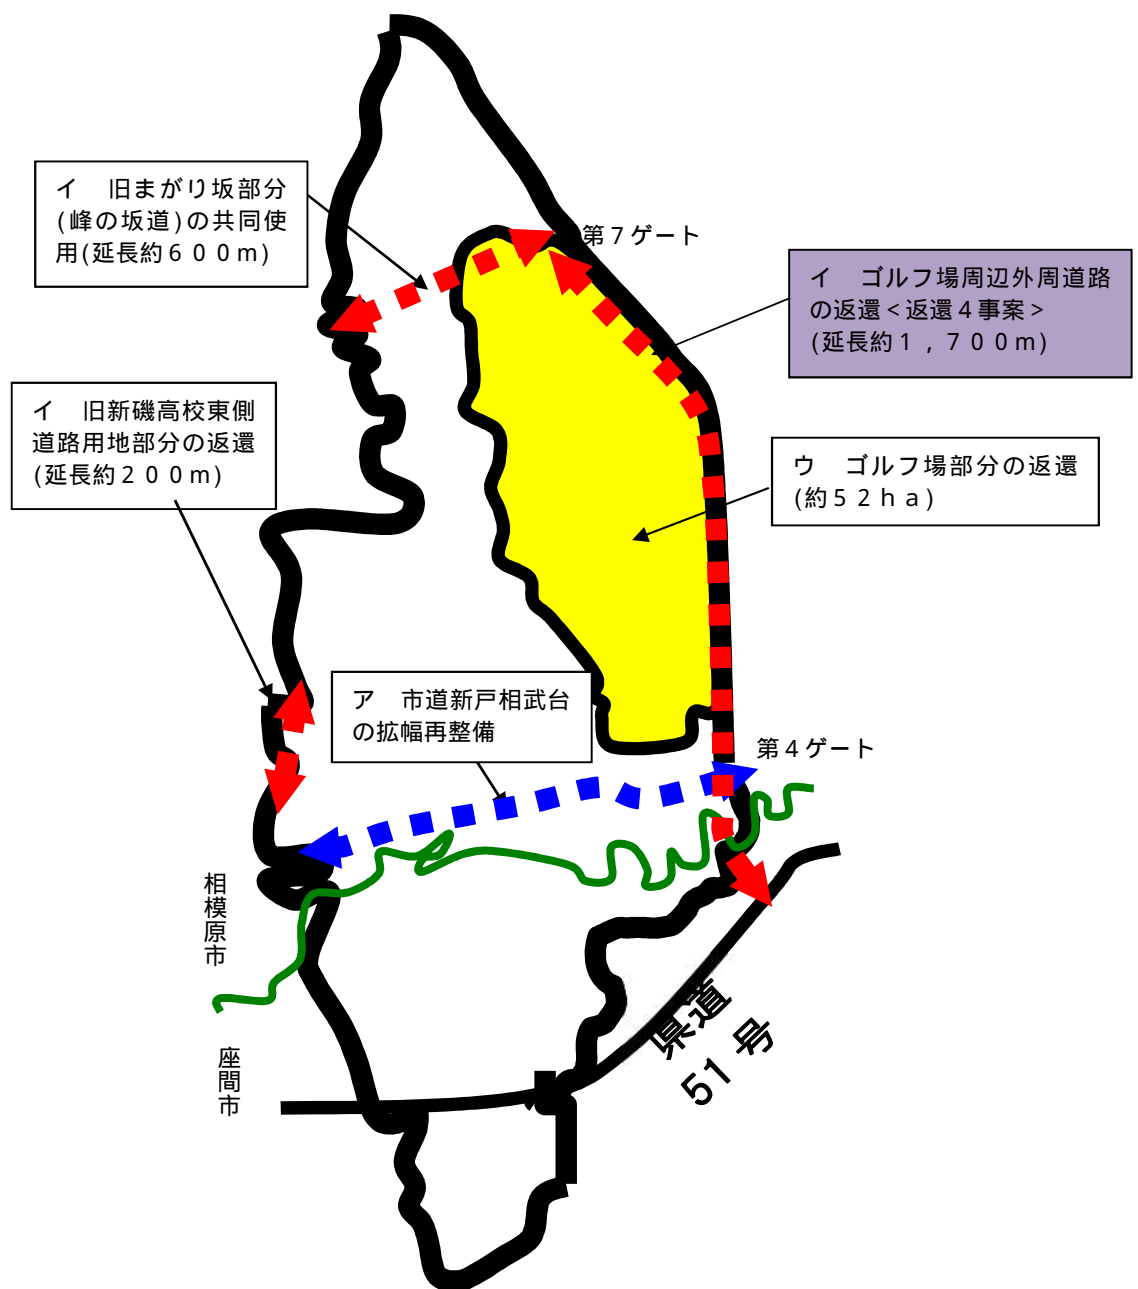 イ　旧まがり坂部分
(峰の坂道)の共同使
用(延長約６００ｍ)
第７ゲート
イ　ゴルフ場周辺外周道路
の返還＜返還４事案＞
(延長約１，７００ｍ)
イ　旧新磯高校東側
道路用地部分の返還
(延長約２００ｍ)
ウ　ゴルフ場部分の返還
(約５２ｈａ)
ア　市道新戸相武台
の拡幅再整備
第４ゲート
相模原市
座間市
県道
51号